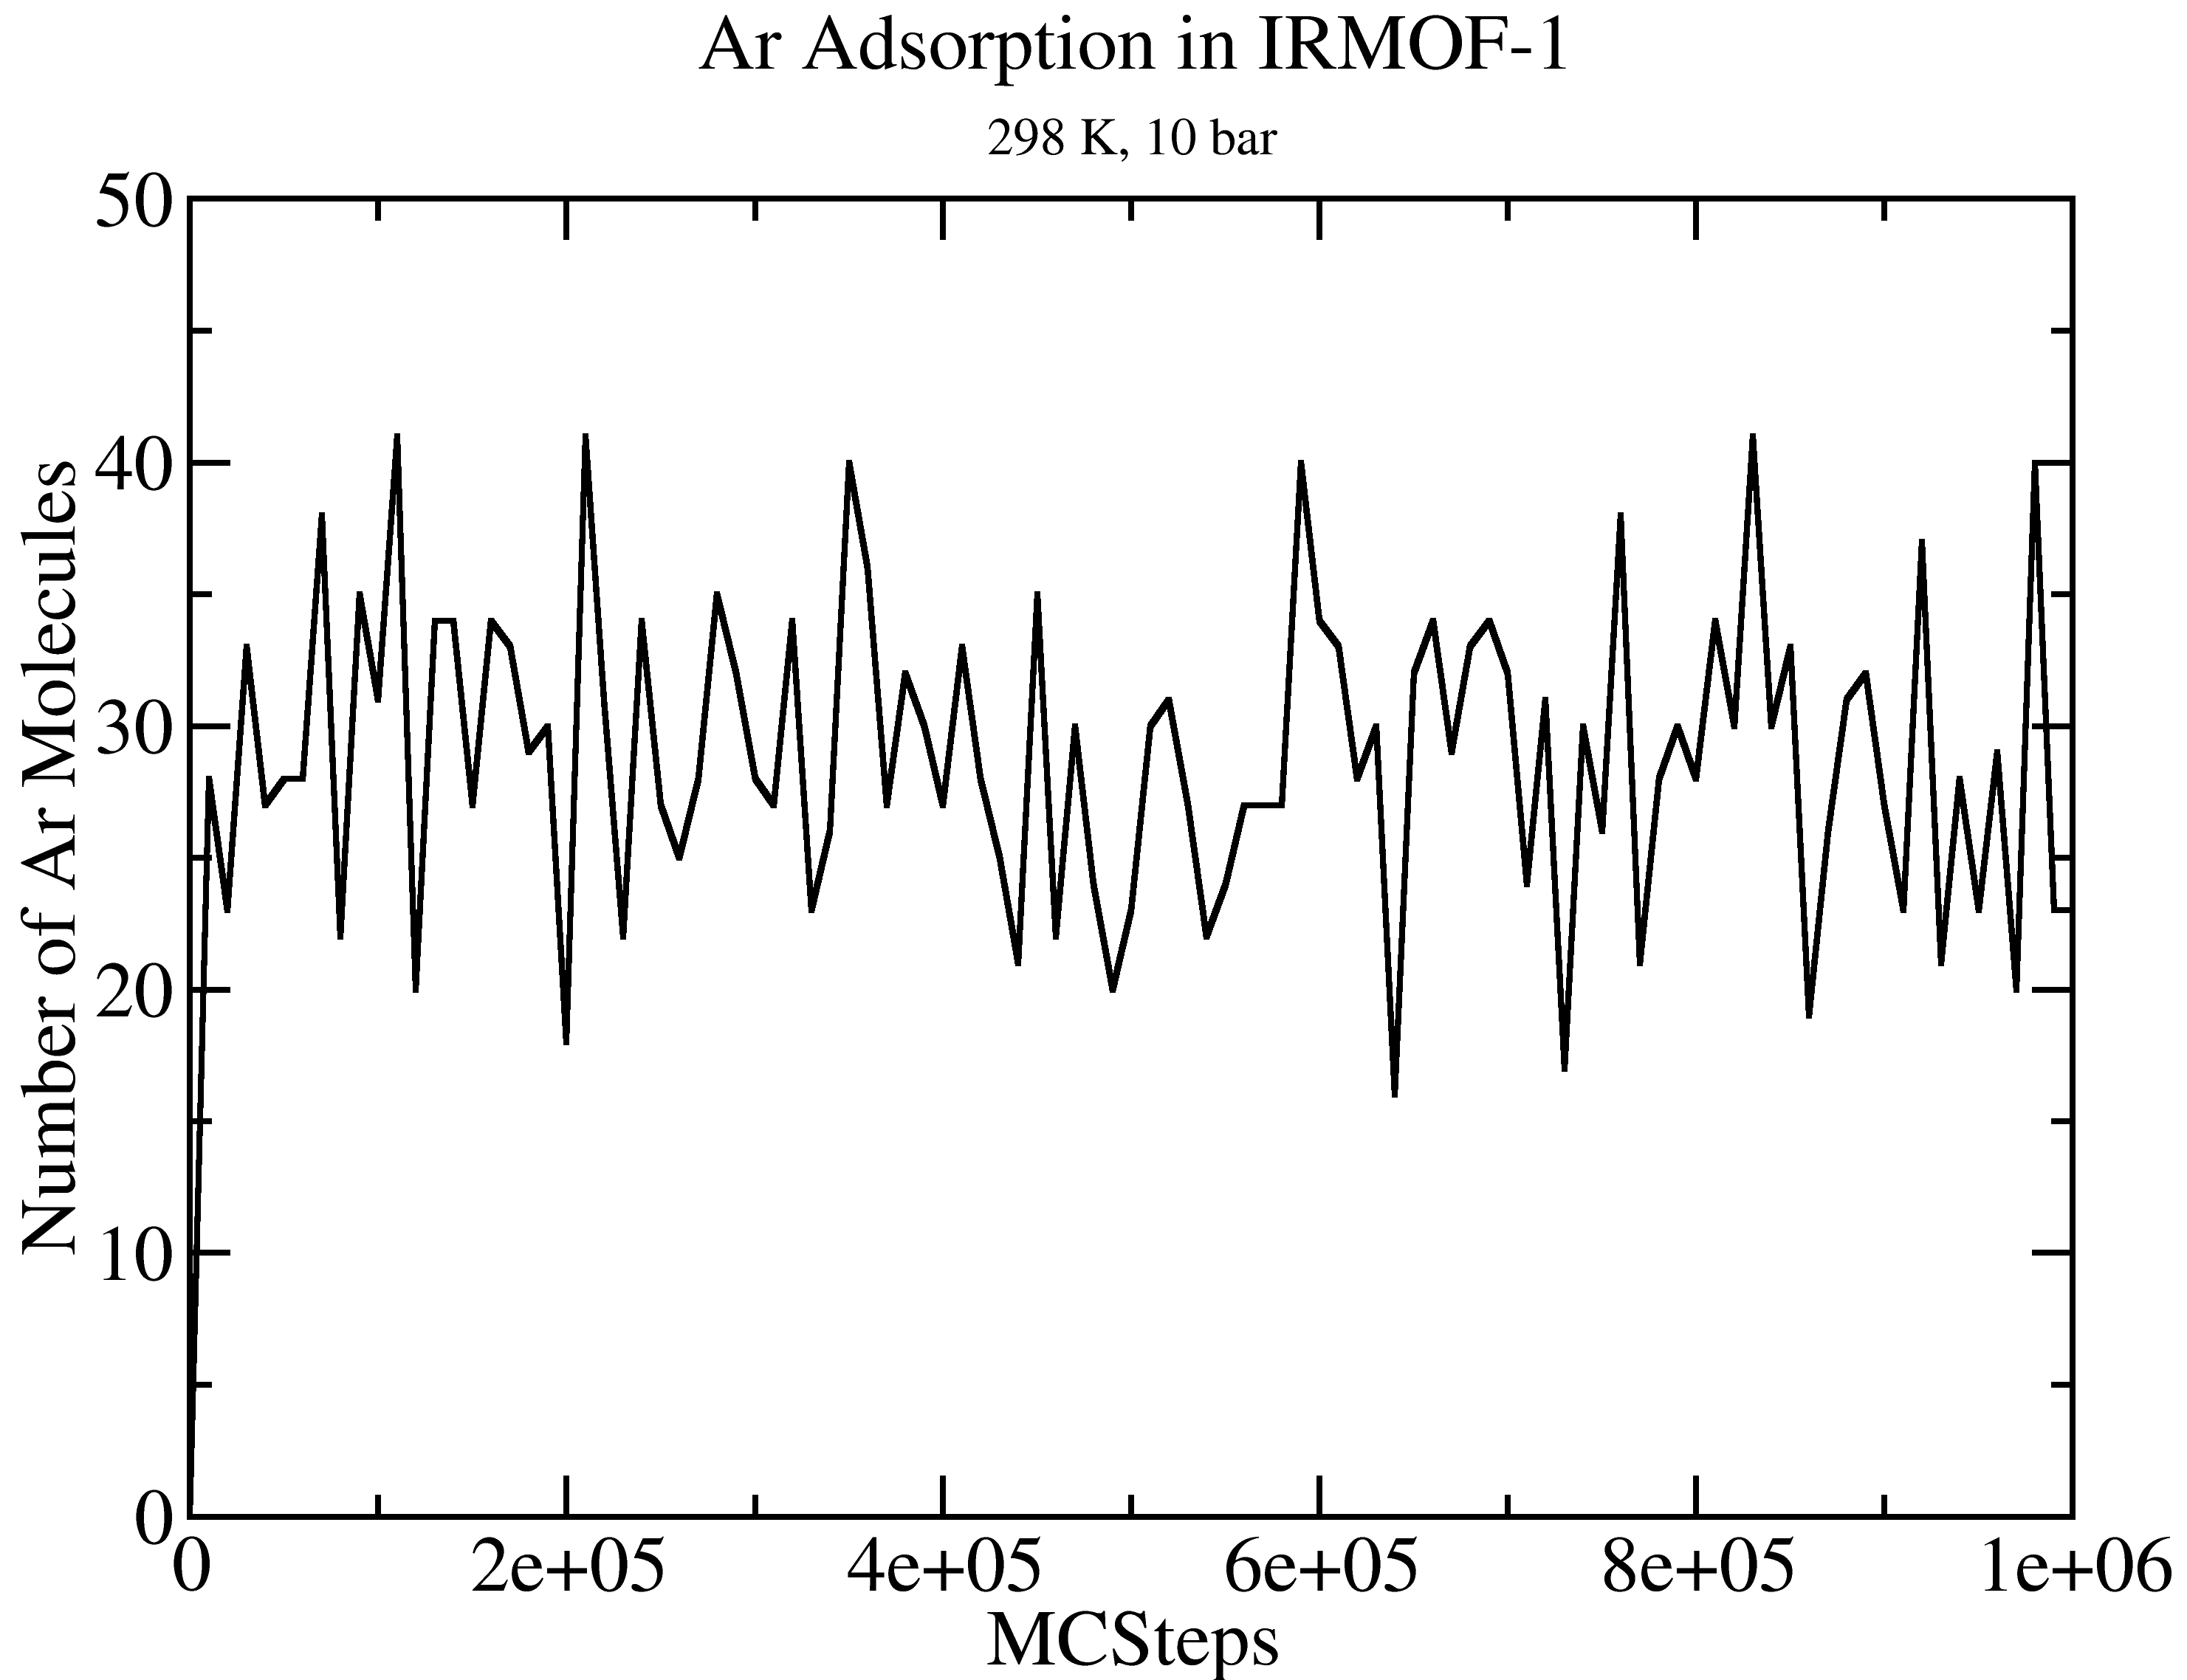 Ar Adsorption in IRMOF-1
298 K, 10 bar
50
40
30
20
10
0
Number of Ar Molecules
0 2e+05 4e+05 6e+05 8e+05 1e+06
MCSteps